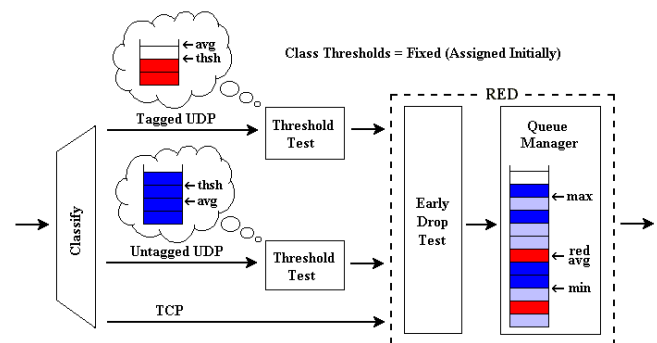 avg
thsh
Class Thresholds = Fixed (Assigned Initially)
RED
Tagged UDP
Threshold
Test
Queue
Manager
Classify
thsh
avg
max
Early
Drop
Test
Untagged UDP
Threshold
Test
red
avg
min
TCP